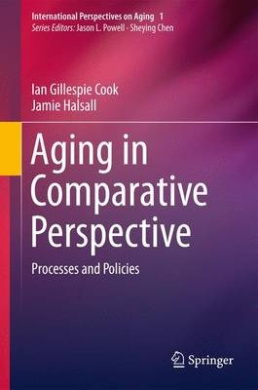 International Perspectives on Aging 1
Series Editors: Jason L. Powell · Sheying Chen
Ian Gillespie Cook
Jamie Halsall
Aging in
Comparative
Perspective
Processes and Policies
Springer